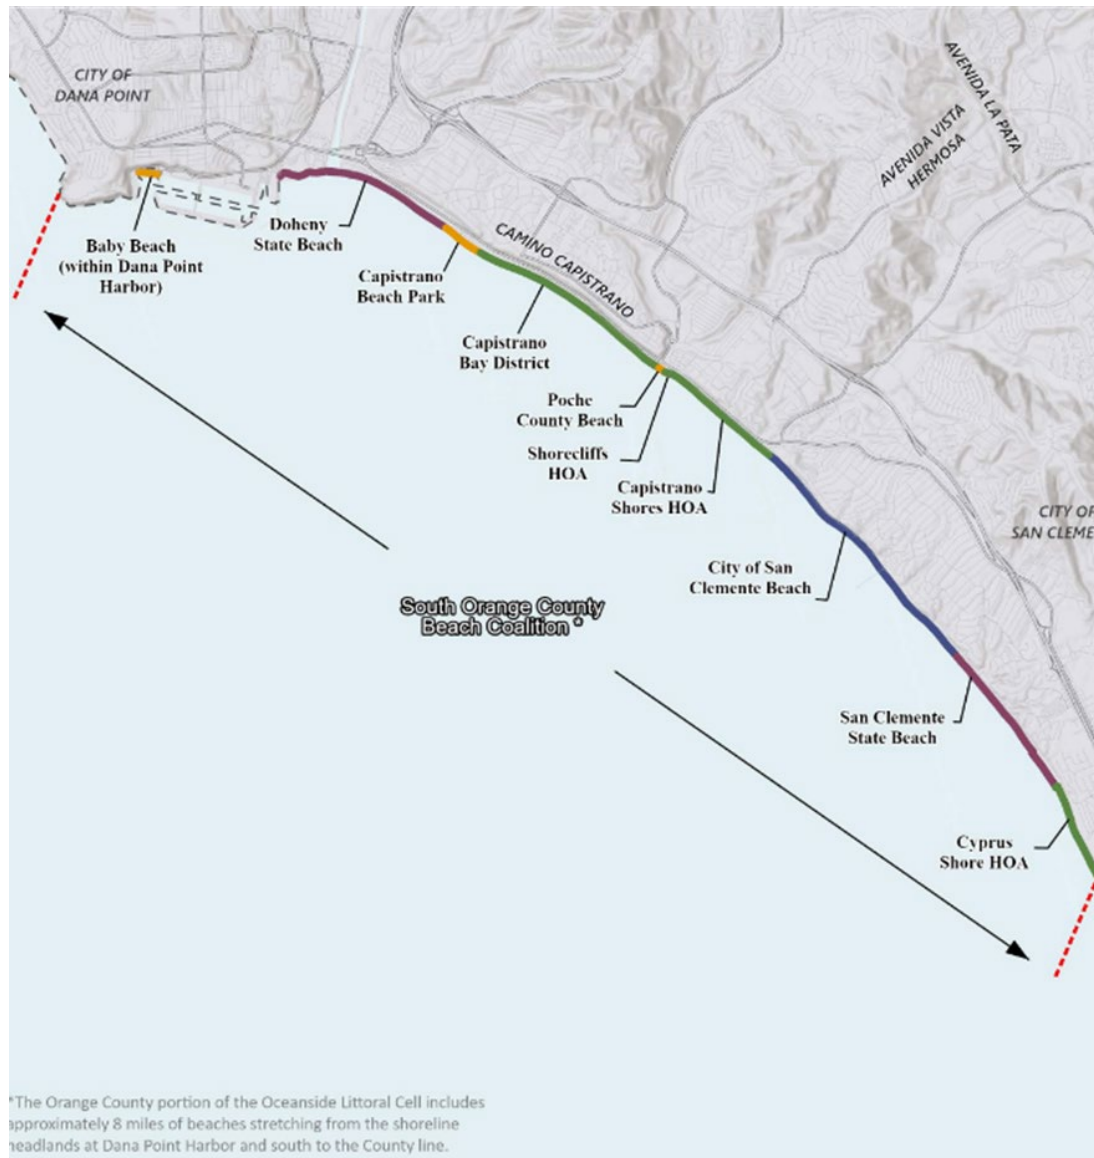 CITY OF
DANA POINT
AVENIDA LA PATA
AVENIDA VISTA
HERMOSA
Baby Beach
(within Dana Point
Harbor)
Doheny
State Beach
CAMINO CAPISTRANO
Capistrano
Beach Park
Capistrano
Bay District
Poche
County Beach
Shorecliffs
HOA
Capistrano
Shores HOA
CITY OF
SAN CLEME
City of San
Clemente Beach
South Orange County
Beach Coalition *
San Clemente
State Beach
Cyprus
Shore HOA
*The Orange County portion of the Oceanside Littoral Cell includes
approximately 8 miles of beaches stretching from the shoreline
headlands at Dana Point Harbor and south to the County line.